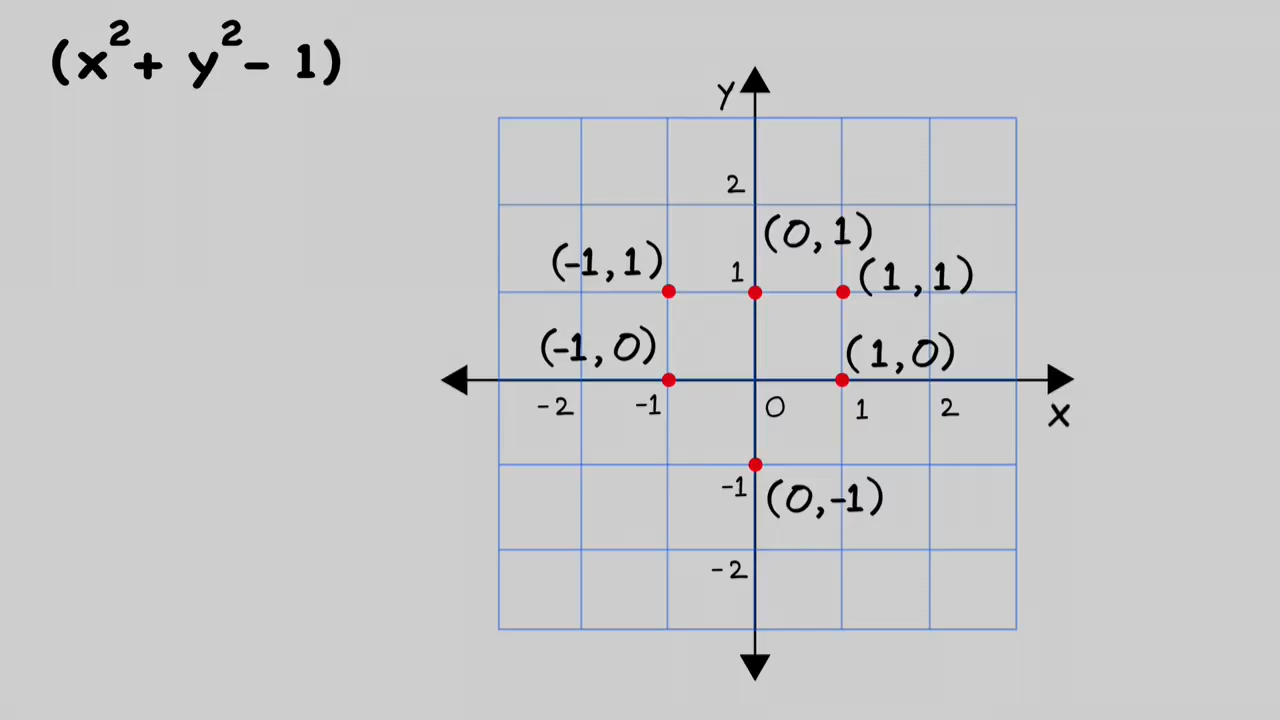 (x²+ y²- 1)
y
2
(0,1)
(-1,1)
1
(1,1)
(-1,0)
(1,0)
-2 -1 0 1 2
x
-1
(0,-1)
-2